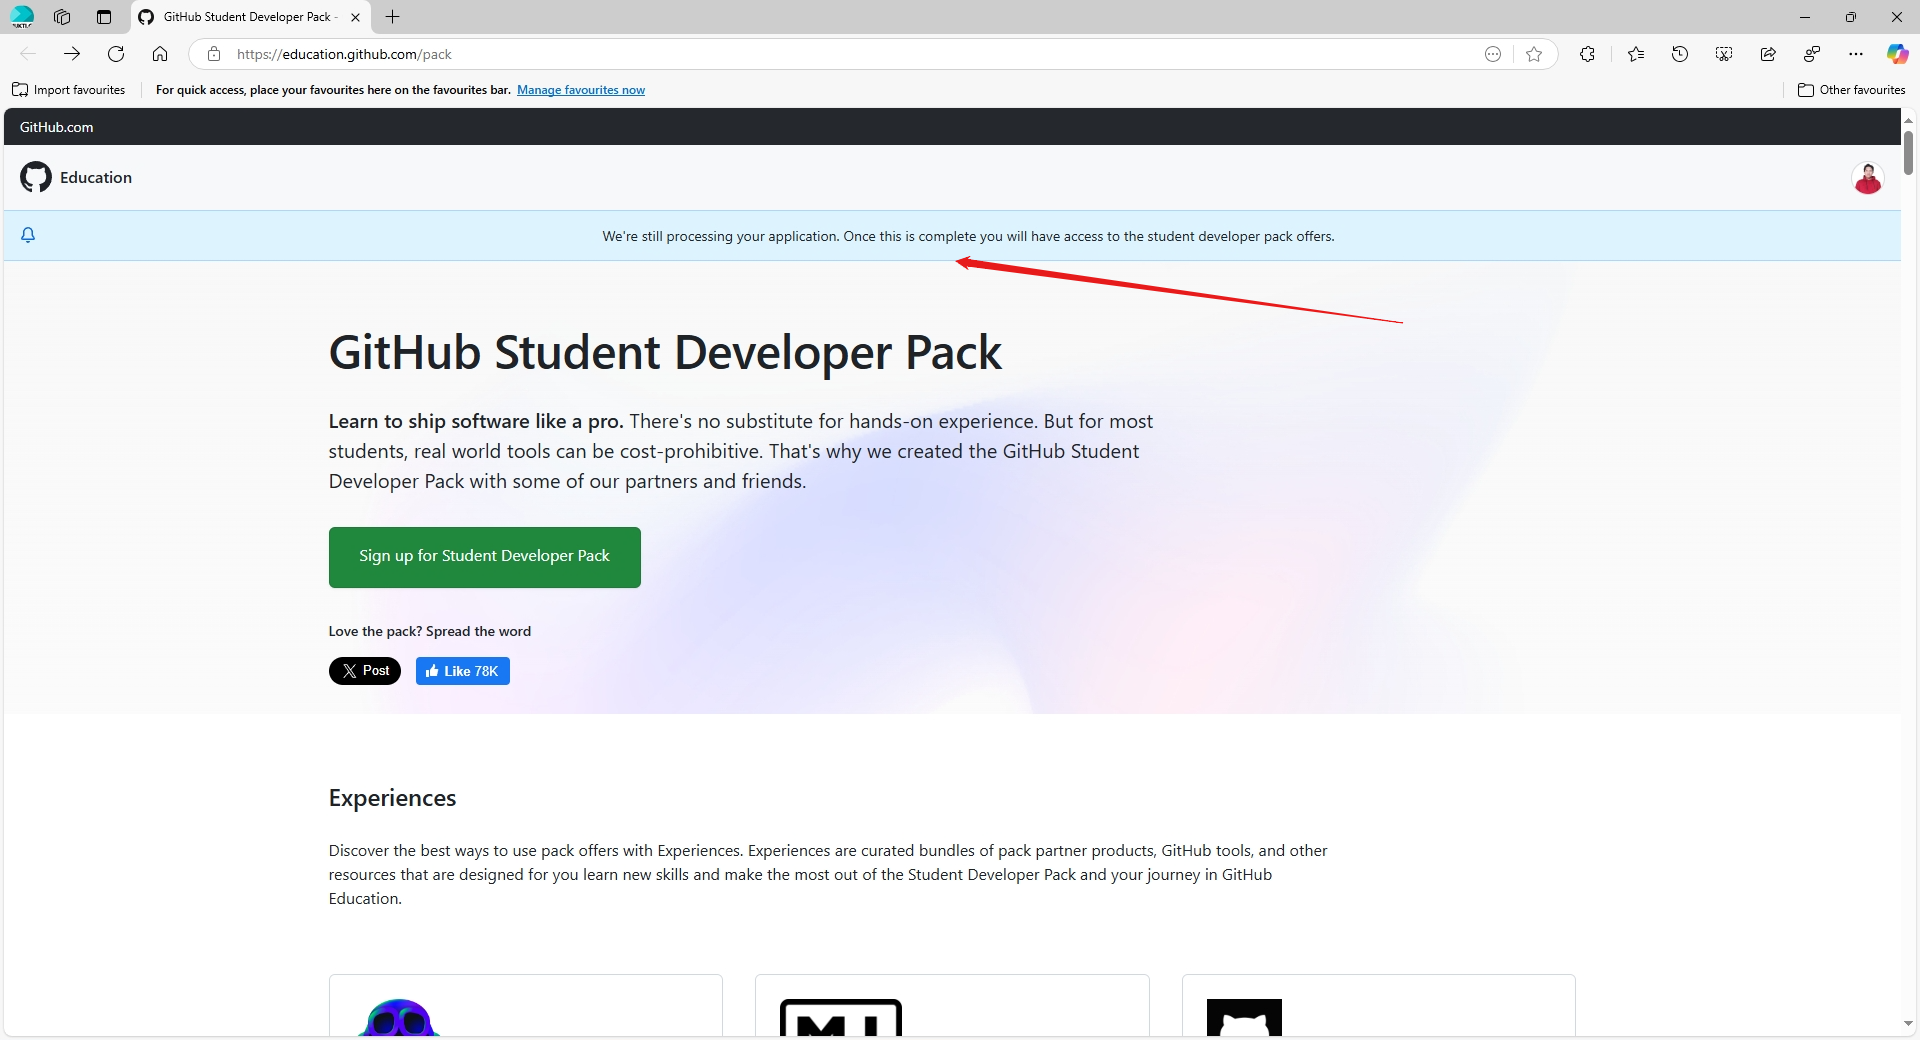 GitHub Student Developer Pack -
https://education.github.com/pack
Import favourites
For quick access, place your favourites here on the favourites bar. Manage favourites now
Other favourites
GitHub.com
Education
We're still processing your application. Once this is complete you will have access to the student developer pack offers.
GitHub Student Developer Pack
Learn to ship software like a pro. There's no substitute for hands-on experience. But for most
students, real world tools can be cost-prohibitive. That's why we created the GitHub Student
Developer Pack with some of our partners and friends.
Sign up for Student Developer Pack
Love the pack? Spread the word
Post
Like 78K
Experiences
Discover the best ways to use pack offers with Experiences. Experiences are curated bundles of pack partner products, GitHub tools, and other
resources that are designed for you learn new skills and make the most out of the Student Developer Pack and your journey in GitHub
Education.